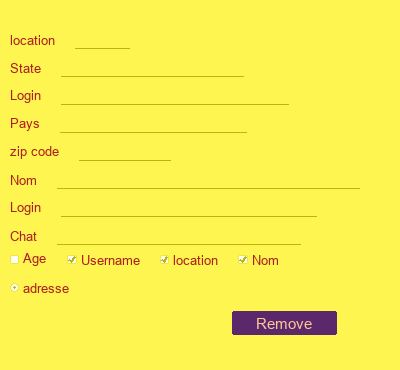 location
State
Login
Pays
zip code
Nom
Login
Chat
Age Username location Nom
adresse
Remove